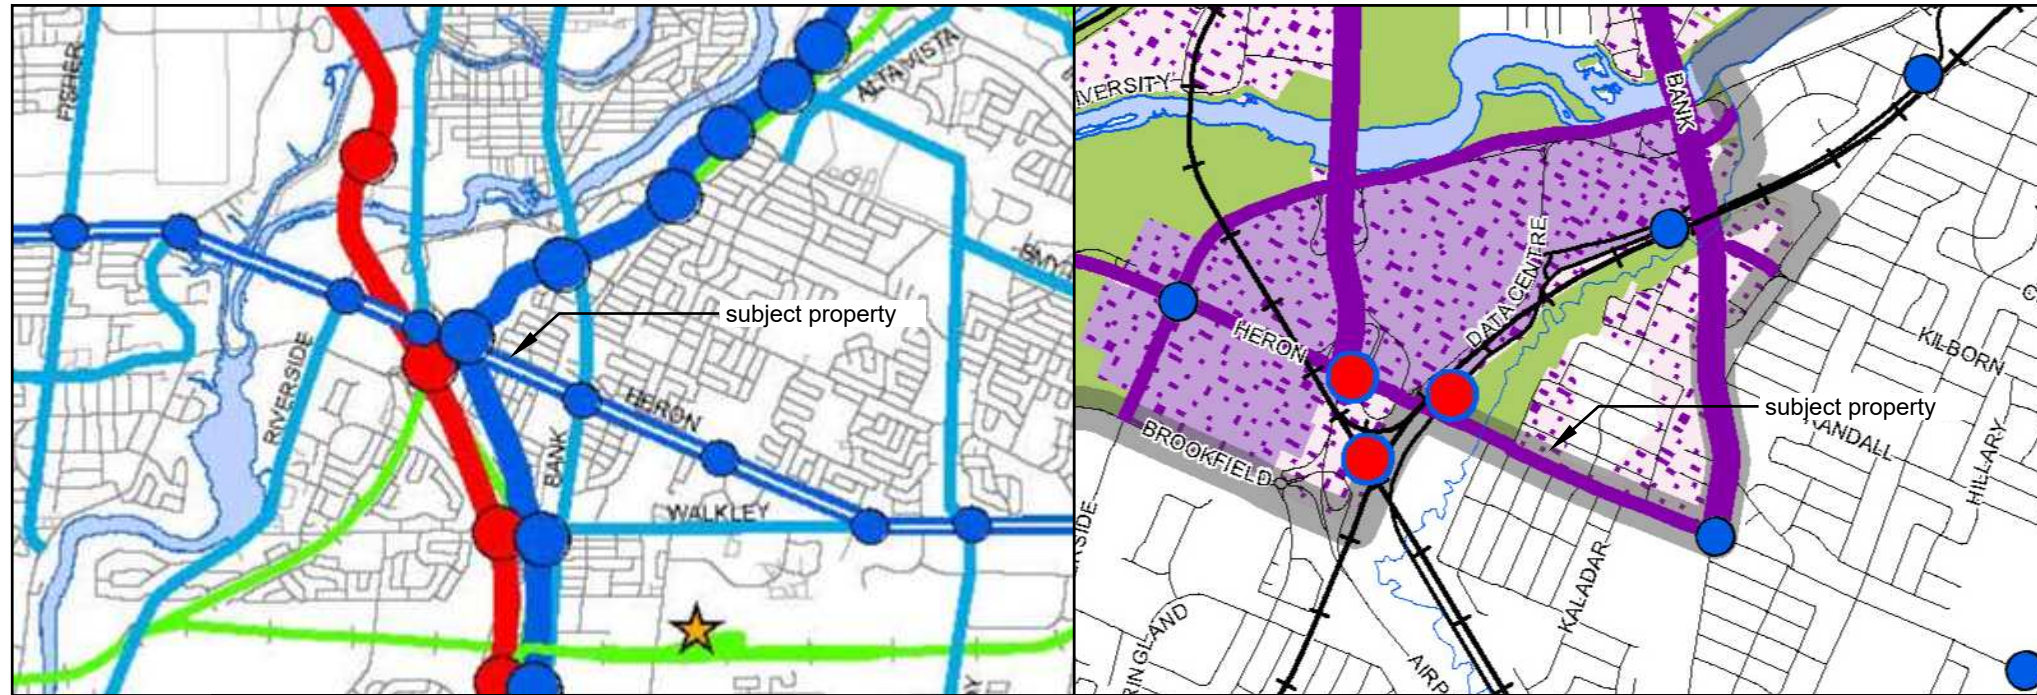 FISHER
ALTA VISTA
subject property
RIVERSIDE
HERON
BANK
WALKLEY
BANK
DATA CENTRE
HERON
KILBORN
subject property
RANDALL
BROOKFIELD
HILLARY
KALADAR